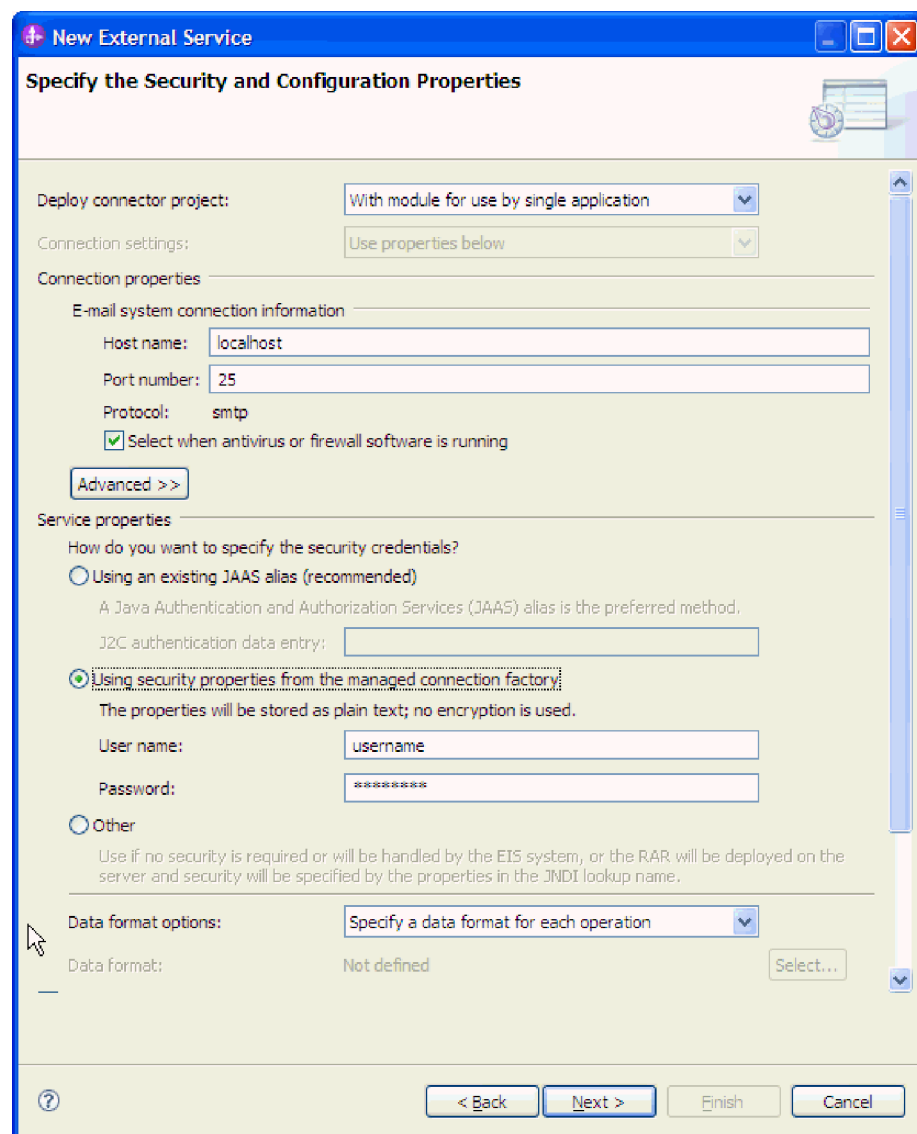 New External Service
Specify the Security and Configuration Properties
Deploy connector project: With module for use by single application
Connection settings: Use properties below
Connection properties
E-mail system connection information
Host name: localhost
Port number: 25
Protocol: smtp
Select when antivirus or firewall software is running
Advanced >>
Service properties
How do you want to specify the security credentials?
Using an existing JAAS alias (recommended)
A Java Authentication and Authorization Services (JAAS) alias is the preferred method.
J2C authentication data entry:
Using security properties from the managed connection factory
The properties will be stored as plain text; no encryption is used.
User name: username
Password: ********
Other
Use if no security is required or will be handled by the EIS system, or the RAR will be deployed on the
server and security will be specified by the properties in the JNDI lookup name.
Data format options: Specify a data format for each operation
Data format: Not defined Select...
? < Back Next > Finish Cancel